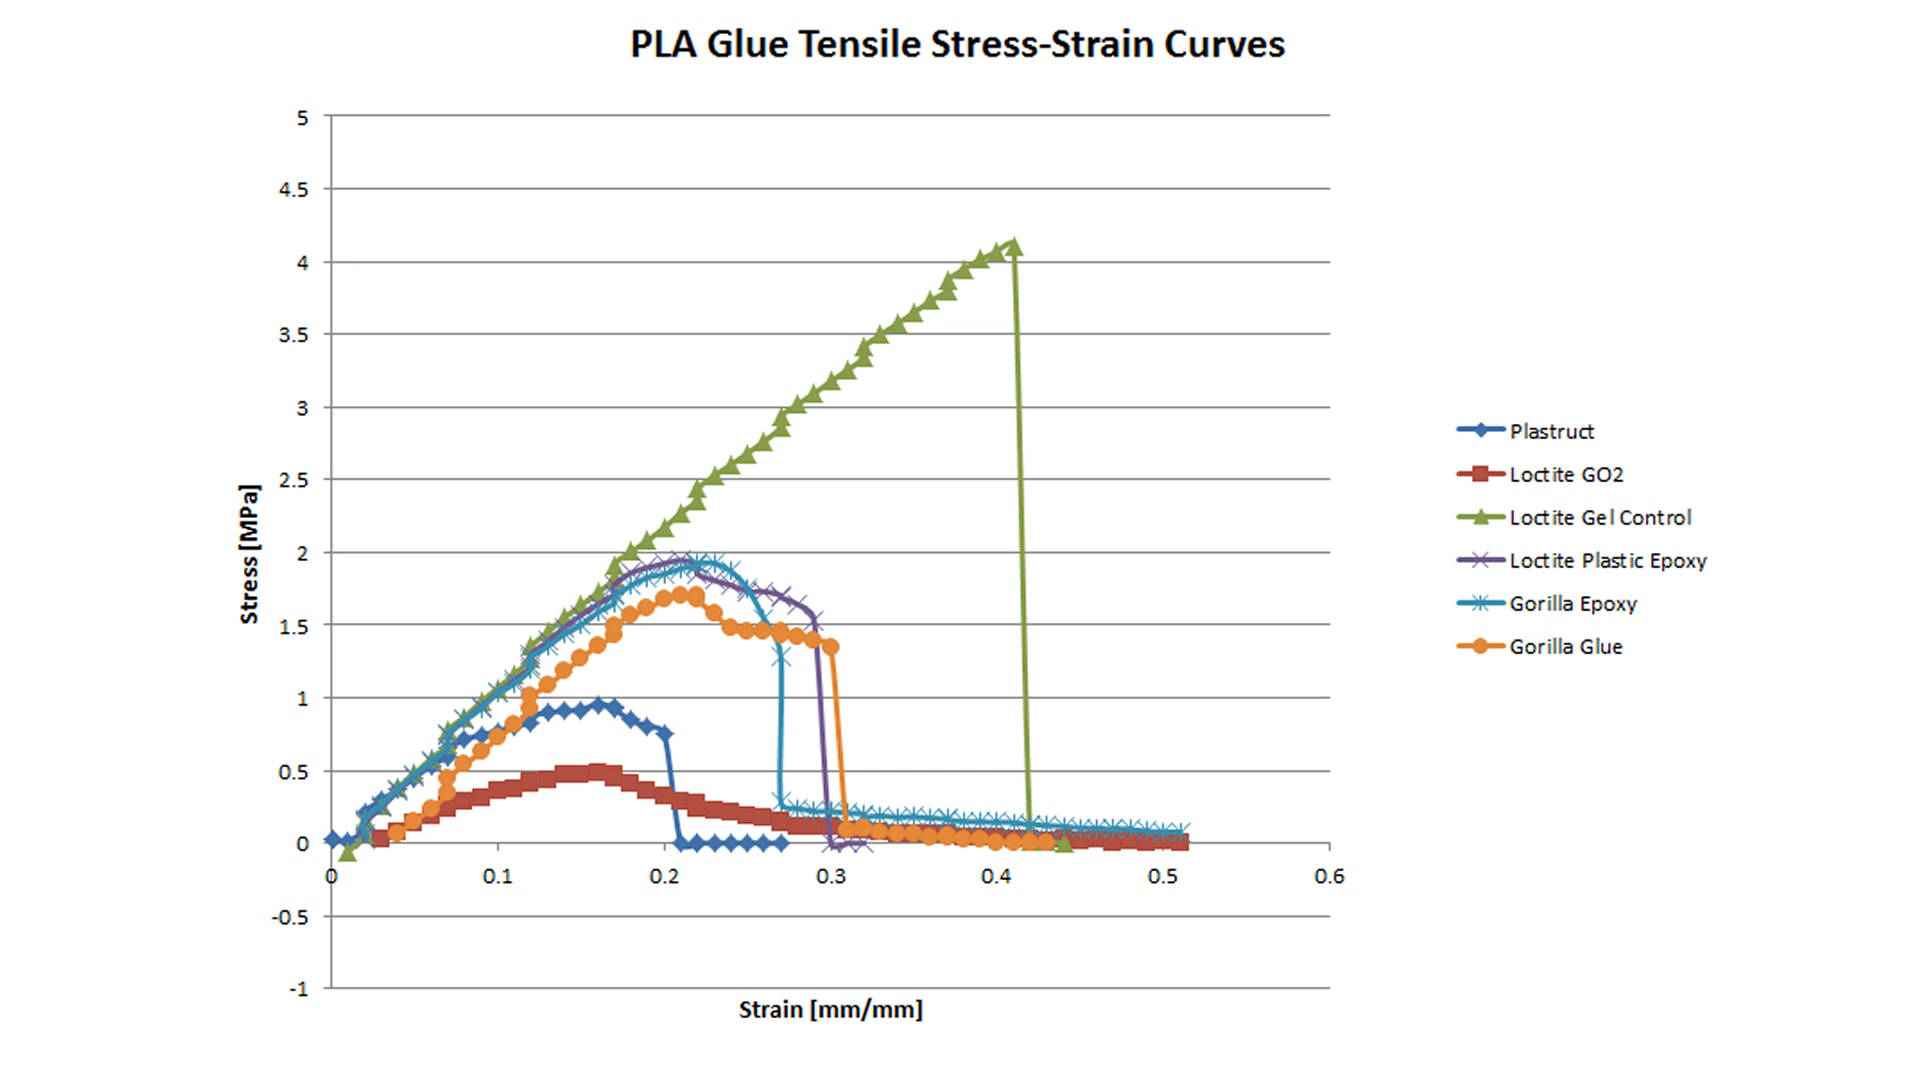 PLA Glue Tensile Stress-Strain Curves
5
4.5
4
3.5
3
2.5
2
1.5
1
0.5
0
-0.5
-1
Stress [MPa]
0 0.1 0.2 0.3 0.4 0.5 0.6
Strain [mm/mm]
Plastruct
Loctite GO2
Loctite Gel Control
Loctite Plastic Epoxy
Gorilla Epoxy
Gorilla Glue